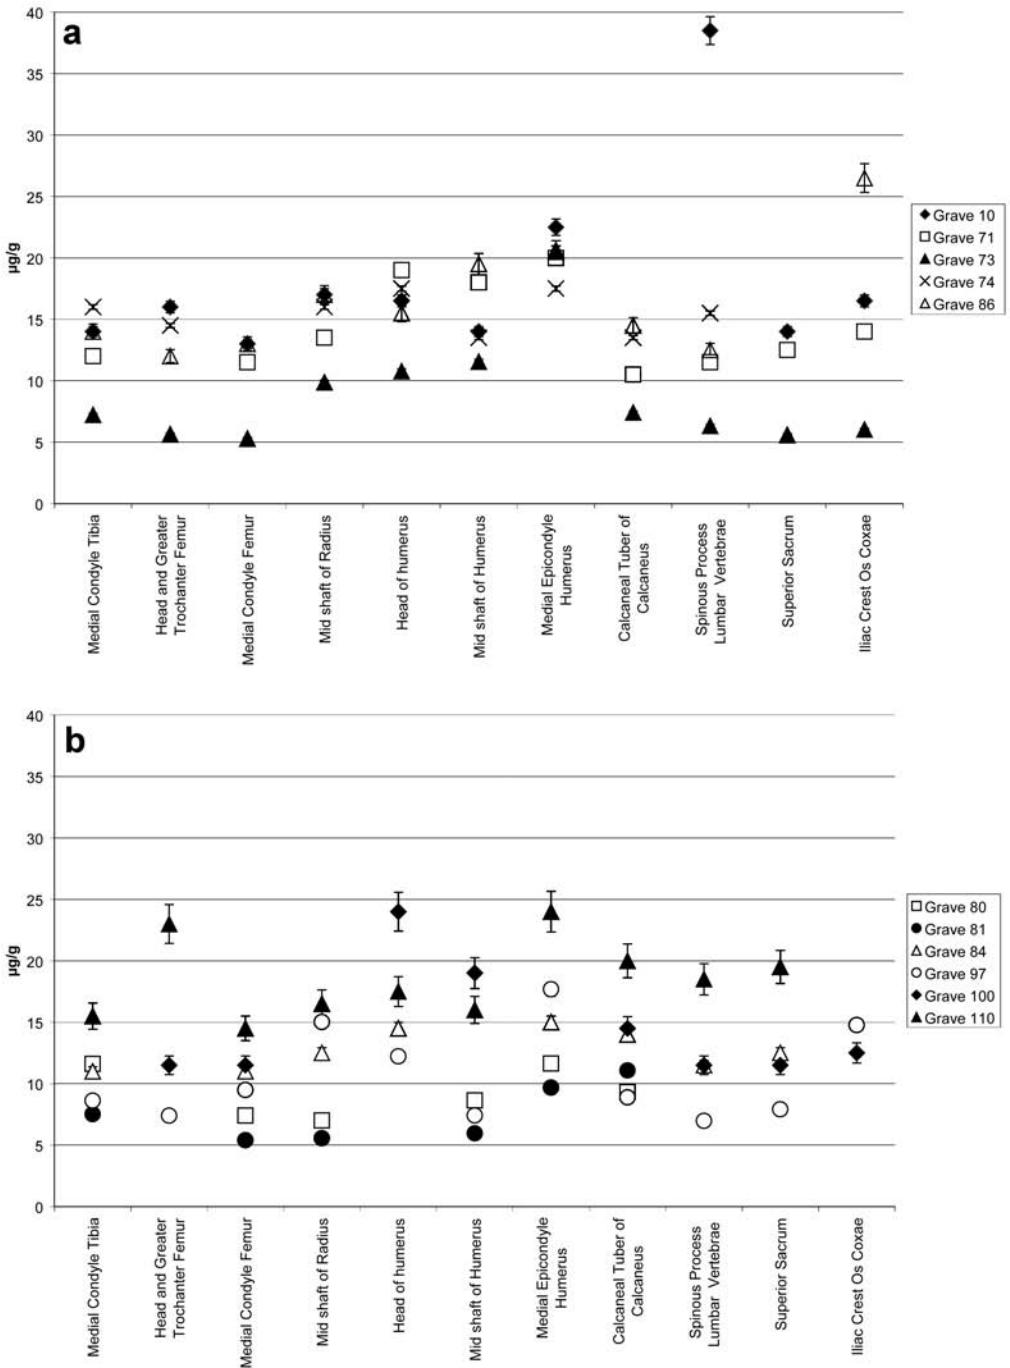 a
40
35
30
25
20
15
10
5
0
µg/g
Medial Condyle Tibia
Head and Greater
Trochanter Femur
Medial Condyle Femur
Mid shaft of Radius
Head of humerus
Mid shaft of Humerus
Medial Epicondyle
Humerus
Calcaneal Tuber of
Calcaneus
Spinous Process
Lumbar Vertebrae
Superior Sacrum
Iliac Crest Os Coxae
Grave 10
Grave 71
Grave 73
Grave 74
Grave 86
b
40
35
30
25
20
15
10
5
0
µg/g
Medial Condyle Tibia
Head and Greater
Trochanter Femur
Medial Condyle Femur
Mid shaft of Radius
Head of humerus
Mid shaft of Humerus
Medial Epicondyle
Humerus
Calcaneal Tuber of
Calcaneus
Spinous Process
Lumbar Vertebrae
Superior Sacrum
Iliac Crest Os Coxae
Grave 80
Grave 81
Grave 84
Grave 97
Grave 100
Grave 110